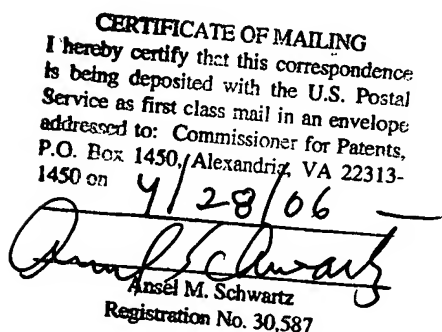 CERTIFICATE OF MAILING
I hereby certify that this correspondence
is being deposited with the U.S. Postal
Service as first class mail in an envelope
addressed to: Commissioner for Patents,
P.O. Box 1450, Alexandria, VA 22313-
1450 on 4/28/06
Ansel M. Schwartz
Ansel M. Schwartz
Registration No. 30,587